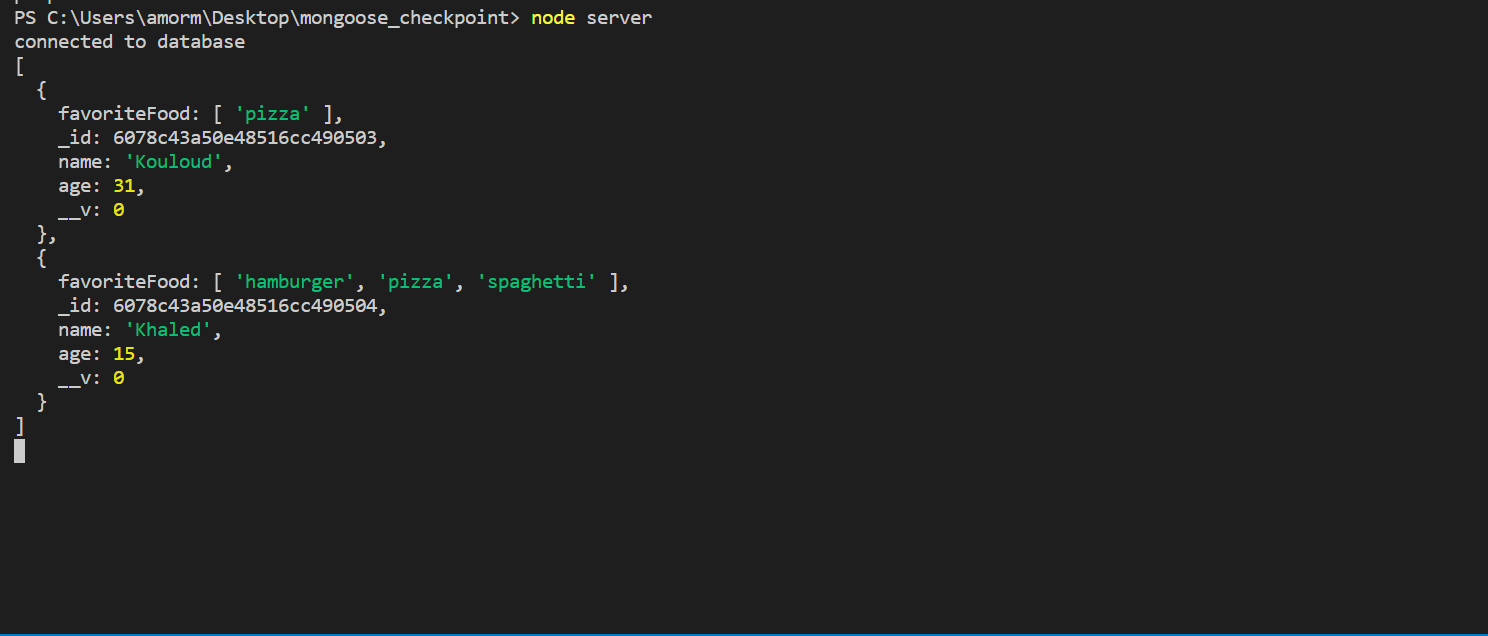 PS C:\Users\amorm\Desktop\mongoose_checkpoint> node server
connected to database
[
  {
    favoriteFood: [ 'pizza' ],
    _id: 6078c43a50e48516cc490503,
    name: 'Kouloud',
    age: 31,
    __v: 0
  },
  {
    favoriteFood: [ 'hamburger', 'pizza', 'spaghetti' ],
    _id: 6078c43a50e48516cc490504,
    name: 'Khaled',
    age: 15,
    __v: 0
  }
]